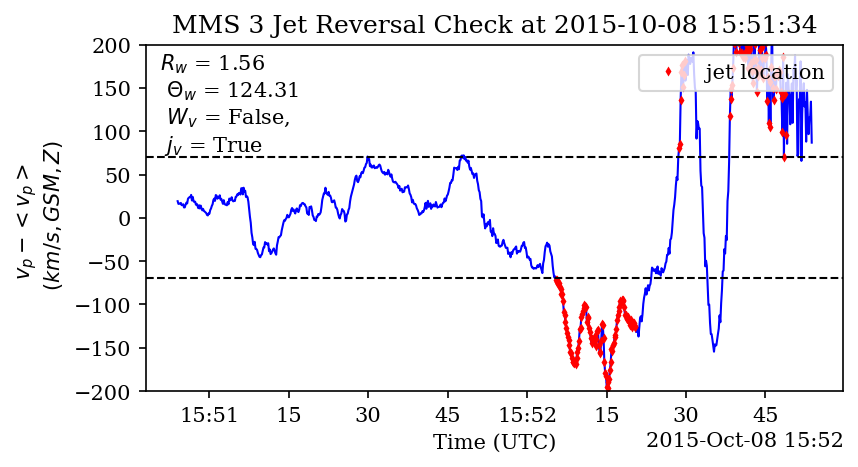 MMS 3 Jet Reversal Check at 2015-10-08 15:51:34
v_p - < v_p >
(km/s, GSM, Z)
200
150
100
50
0
−50
−100
−150
−200
R_w = 1.56
Θ_w = 124.31
W_v = False,
j_v = True
jet location
15:51 15 30 45 15:52 15 30 45
Time (UTC)
2015-Oct-08 15:52